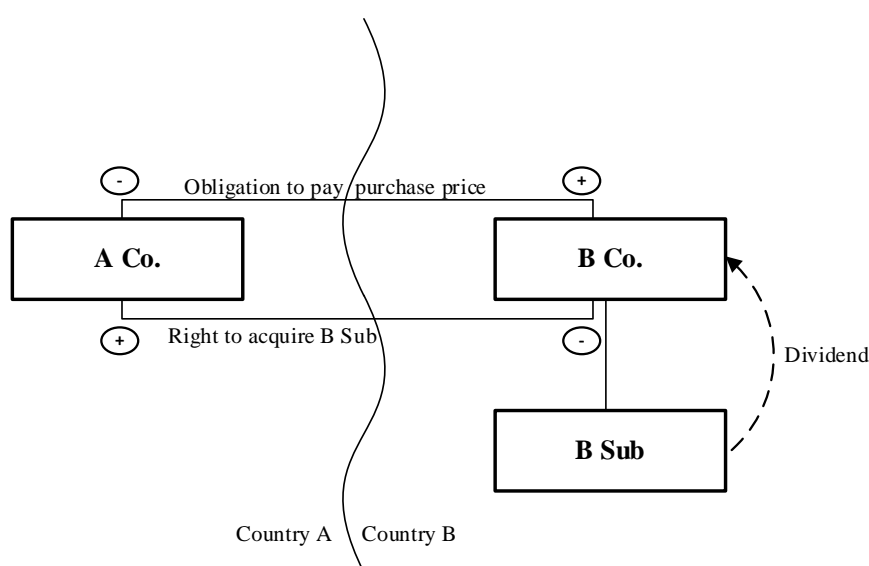 -
+
Obligation to pay purchase price
A Co.
B Co.
+
Right to acquire B Sub
-
Dividend
B Sub
Country A
Country B